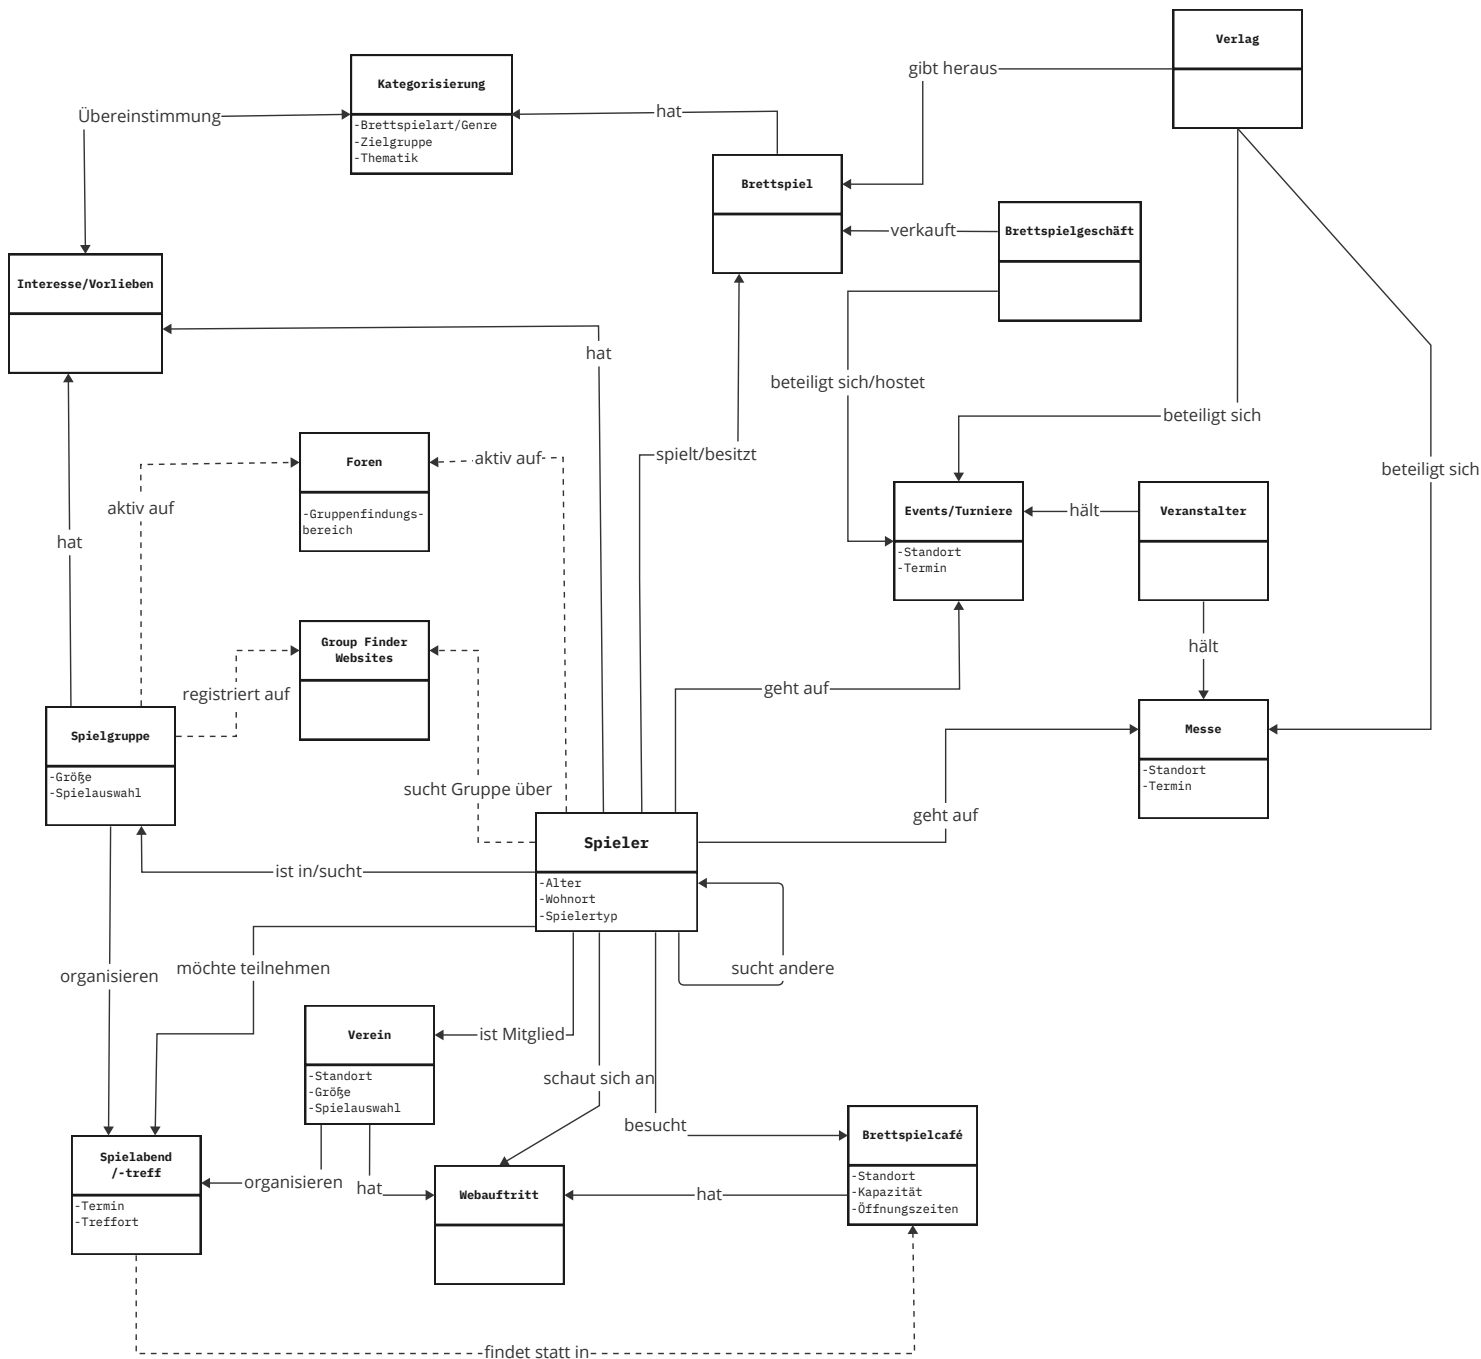 Verlag
gibt heraus
Kategorisierung
-Brettspielart/Genre
-Zielgruppe
-Thematik
Übereinstimmung
hat
Brettspiel
verkauft
Brettspielgeschäft
Interesse/Vorlieben
hat
beteiligt sich/hostet
beteiligt sich
beteiligt sich
Foren
-Gruppenfindungs-
bereich
aktiv auf
aktiv auf
spielt/besitzt
hat
Events/Turniere
-Standort
-Termin
hält
Veranstalter
hält
Group Finder
Websites
registriert auf
geht auf
Spielgruppe
-Größe
-Spielauswahl
Messe
-Standort
-Termin
sucht Gruppe über
geht auf
Spieler
-Alter
-Wohnort
-Spielertyp
ist in/sucht
organisieren
möchte teilnehmen
sucht andere
Verein
-Standort
-Größe
-Spielauswahl
ist Mitglied
schaut sich an
besucht
Brettspielcafé
-Standort
-Kapazität
-Öffnungszeiten
Spielabend
/-treff
-Termin
-Treffort
organisieren
hat
Webauftritt
hat
findet statt in